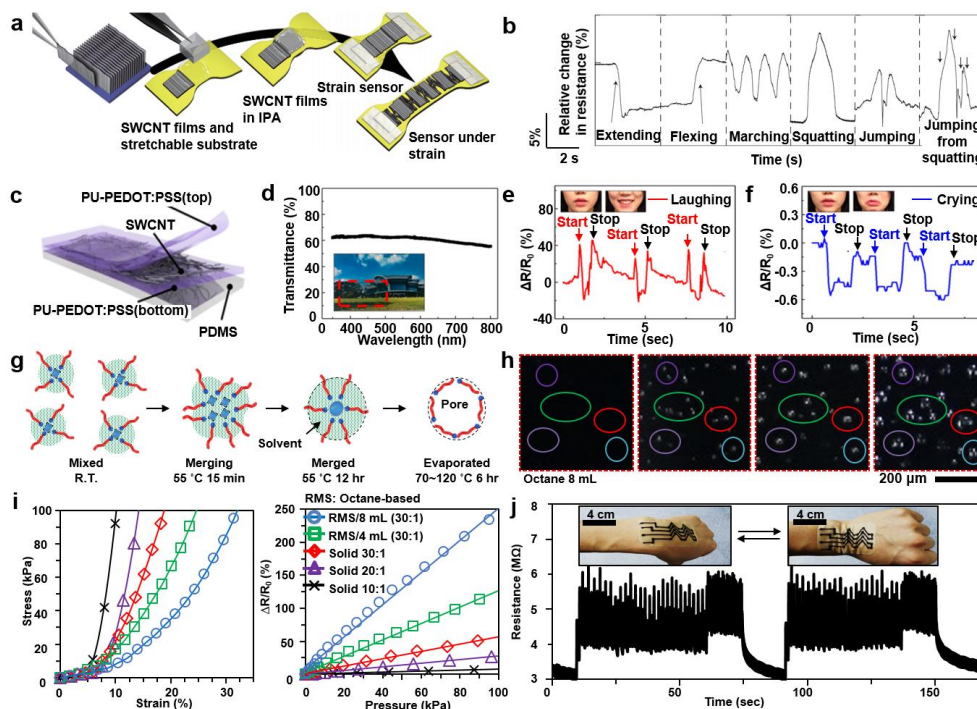 a
SWCNT films and
stretchable substrate
SWCNT films
in IPA
Strain sensor
Sensor under
strain
b
Relative change
in resistance (%)
5%
2 s
Extending
Flexing
Marching
Squatting
Jumping
Jumping
from
squatting
Time (s)
c
PU-PEDOT:PSS(top)
SWCNT
PU-PEDOT:PSS(bottom)
PDMS
d
Transmittance (%)
100
80
60
40
20
0
300 400 500 600 700 800
Wavelength (nm)
e
ΔR/R0 (%)
80
40
0
-40
Laughing
Start
Stop
Start
Stop
Start
Stop
0 5 10
Time (sec)
f
ΔR/R0 (%)
0.6
0.3
0.0
-0.3
-0.6
Crying
Start
Stop
Start
Stop
Start
Stop
0 5
Time (sec)
g
Mixed
R.T.
Merging
55 °C 15 min
Solvent
Merged
55 °C 12 hr
Pore
Evaporated
70~120 °C 6 hr
h
Octane 8 mL
200 µm
i
Stress (kPa)
100
80
60
40
20
0
0 10 20 30
Strain (%)
RMS: Octane-based
RMS/8 mL (30:1)
RMS/4 mL (30:1)
Solid 30:1
Solid 20:1
Solid 10:1
ΔR/R0 (%)
250
200
150
100
50
0
0 20 40 60 80 100
Pressure (kPa)
j
4 cm
4 cm
Resistance (MΩ)
7
6
5
4
3
0 50 100 150
Time (sec)